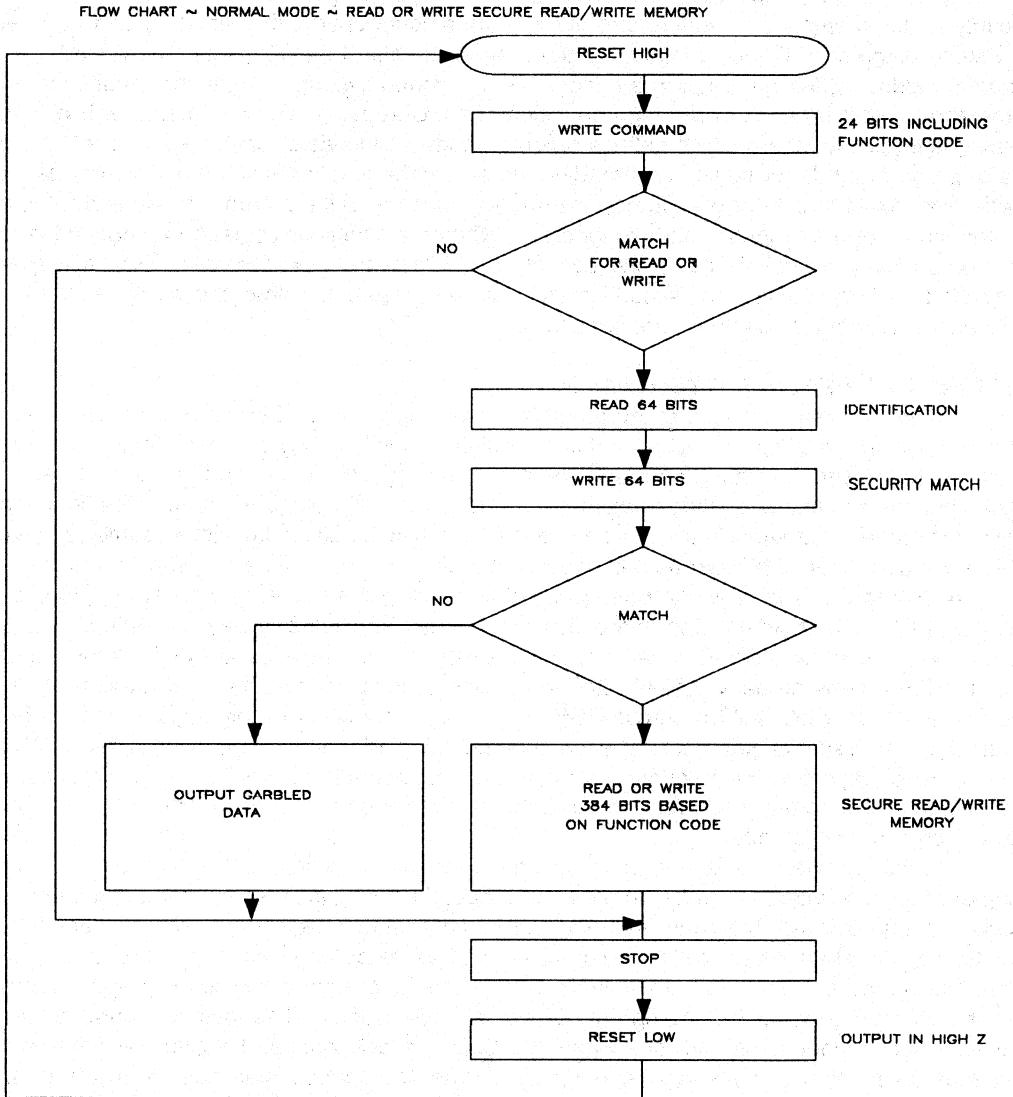 FLOW CHART ~ NORMAL MODE ~ READ OR WRITE SECURE READ/WRITE MEMORY
RESET HIGH
WRITE COMMAND
24 BITS INCLUDING
FUNCTION CODE
MATCH
FOR READ OR
WRITE
NO
READ 64 BITS
IDENTIFICATION
WRITE 64 BITS
SECURITY MATCH
MATCH
NO
OUTPUT GARBLED
DATA
READ OR WRITE
384 BITS BASED
ON FUNCTION CODE
SECURE READ/WRITE
MEMORY
STOP
RESET LOW
OUTPUT IN HIGH Z